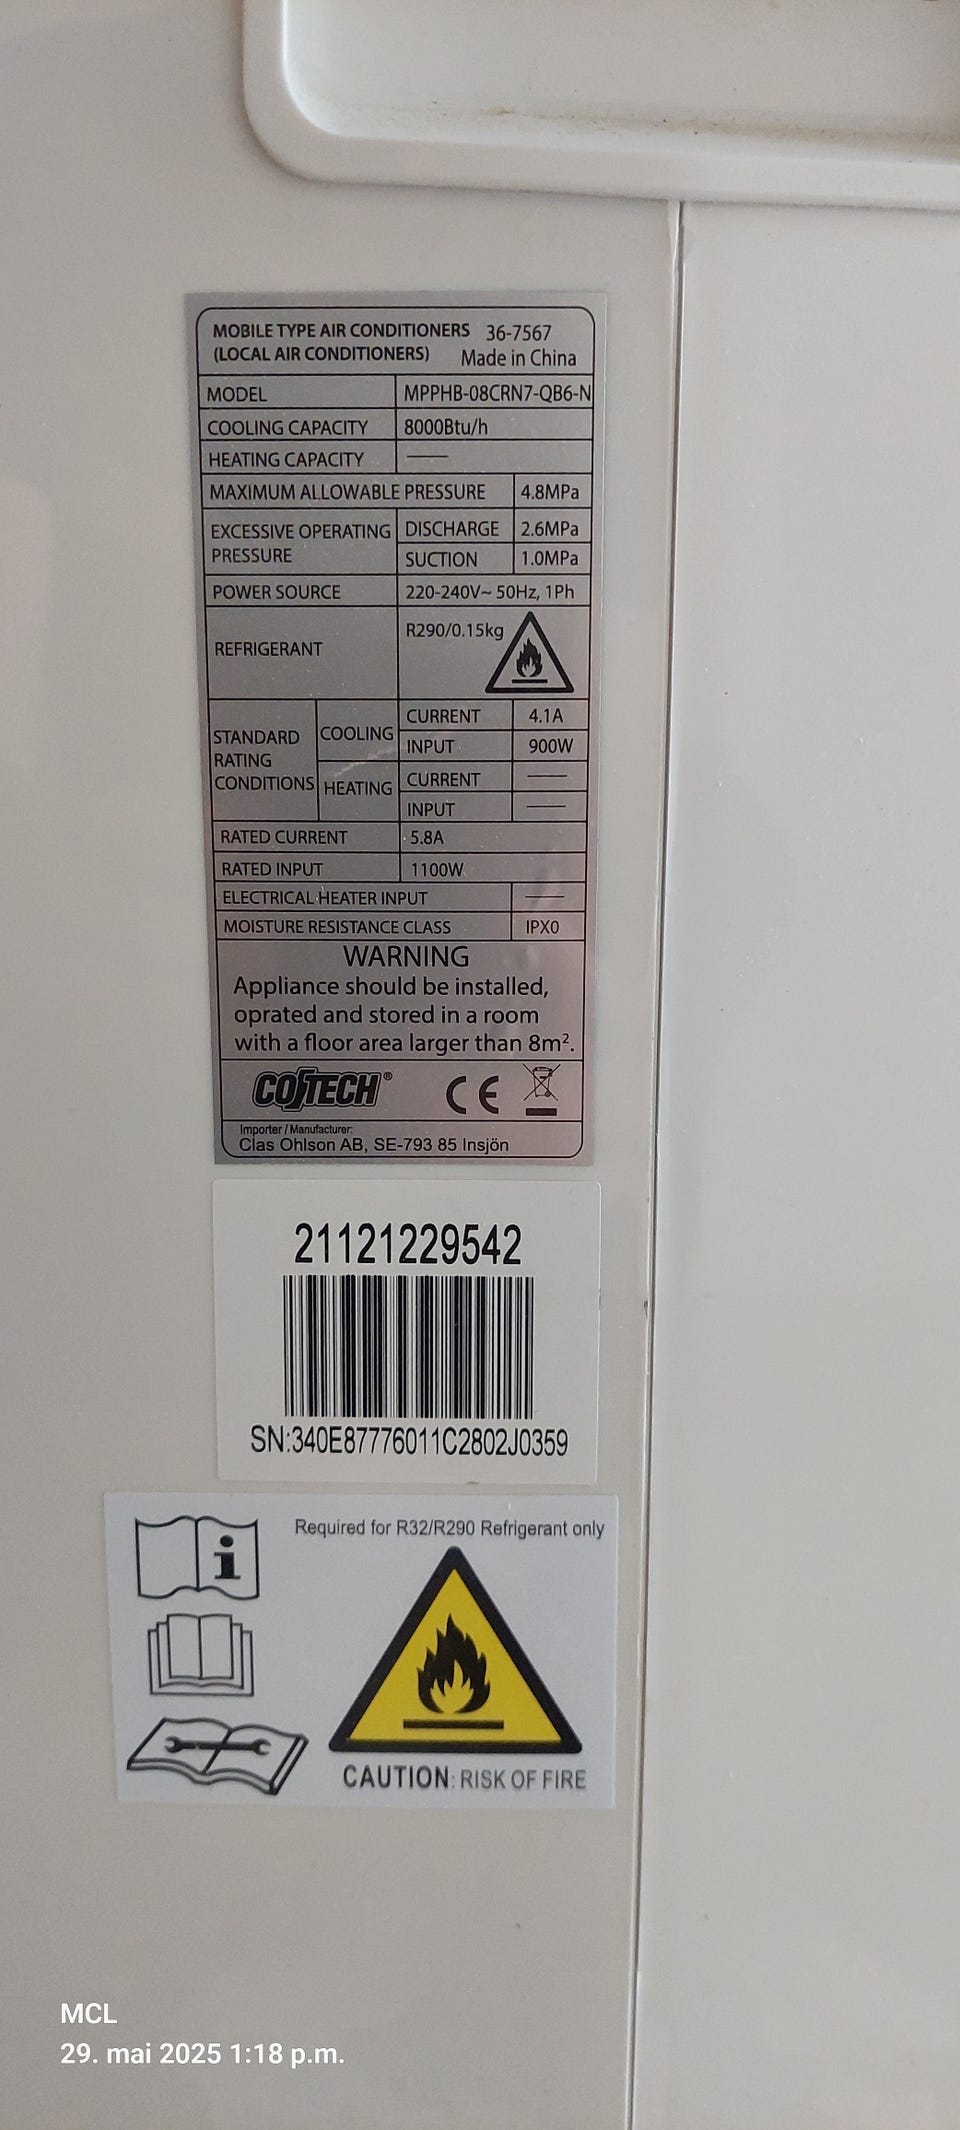 MOBILE TYPE AIR CONDITIONERS 36-7567
(LOCAL AIR CONDITIONERS) Made in China
MODEL MPPHB-08CRN7-QB6-N
COOLING CAPACITY 8000Btu/h
HEATING CAPACITY ——
MAXIMUM ALLOWABLE PRESSURE 4.8MPa
EXCESSIVE OPERATING PRESSURE DISCHARGE 2.6MPa
SUCTION 1.0MPa
POWER SOURCE 220-240V~ 50Hz, 1Ph
REFRIGERANT R290/0.15kg
STANDARD RATING CONDITIONS COOLING CURRENT 4.1A
INPUT 900W
HEATING CURRENT ——
INPUT ——
RATED CURRENT 5.8A
RATED INPUT 1100W
ELECTRICAL HEATER INPUT ——
MOISTURE RESISTANCE CLASS IPX0
WARNING
Appliance should be installed,
oprated and stored in a room
with a floor area larger than 8m².
COTECH® CE
Importer / Manufacturer:
Clas Ohlson AB, SE-793 85 Insjön
21121229542
SN:340E87776011C2802J0359
Required for R32/R290 Refrigerant only
i
CAUTION: RISK OF FIRE
MCL
29. mai 2025 1:18 p.m.